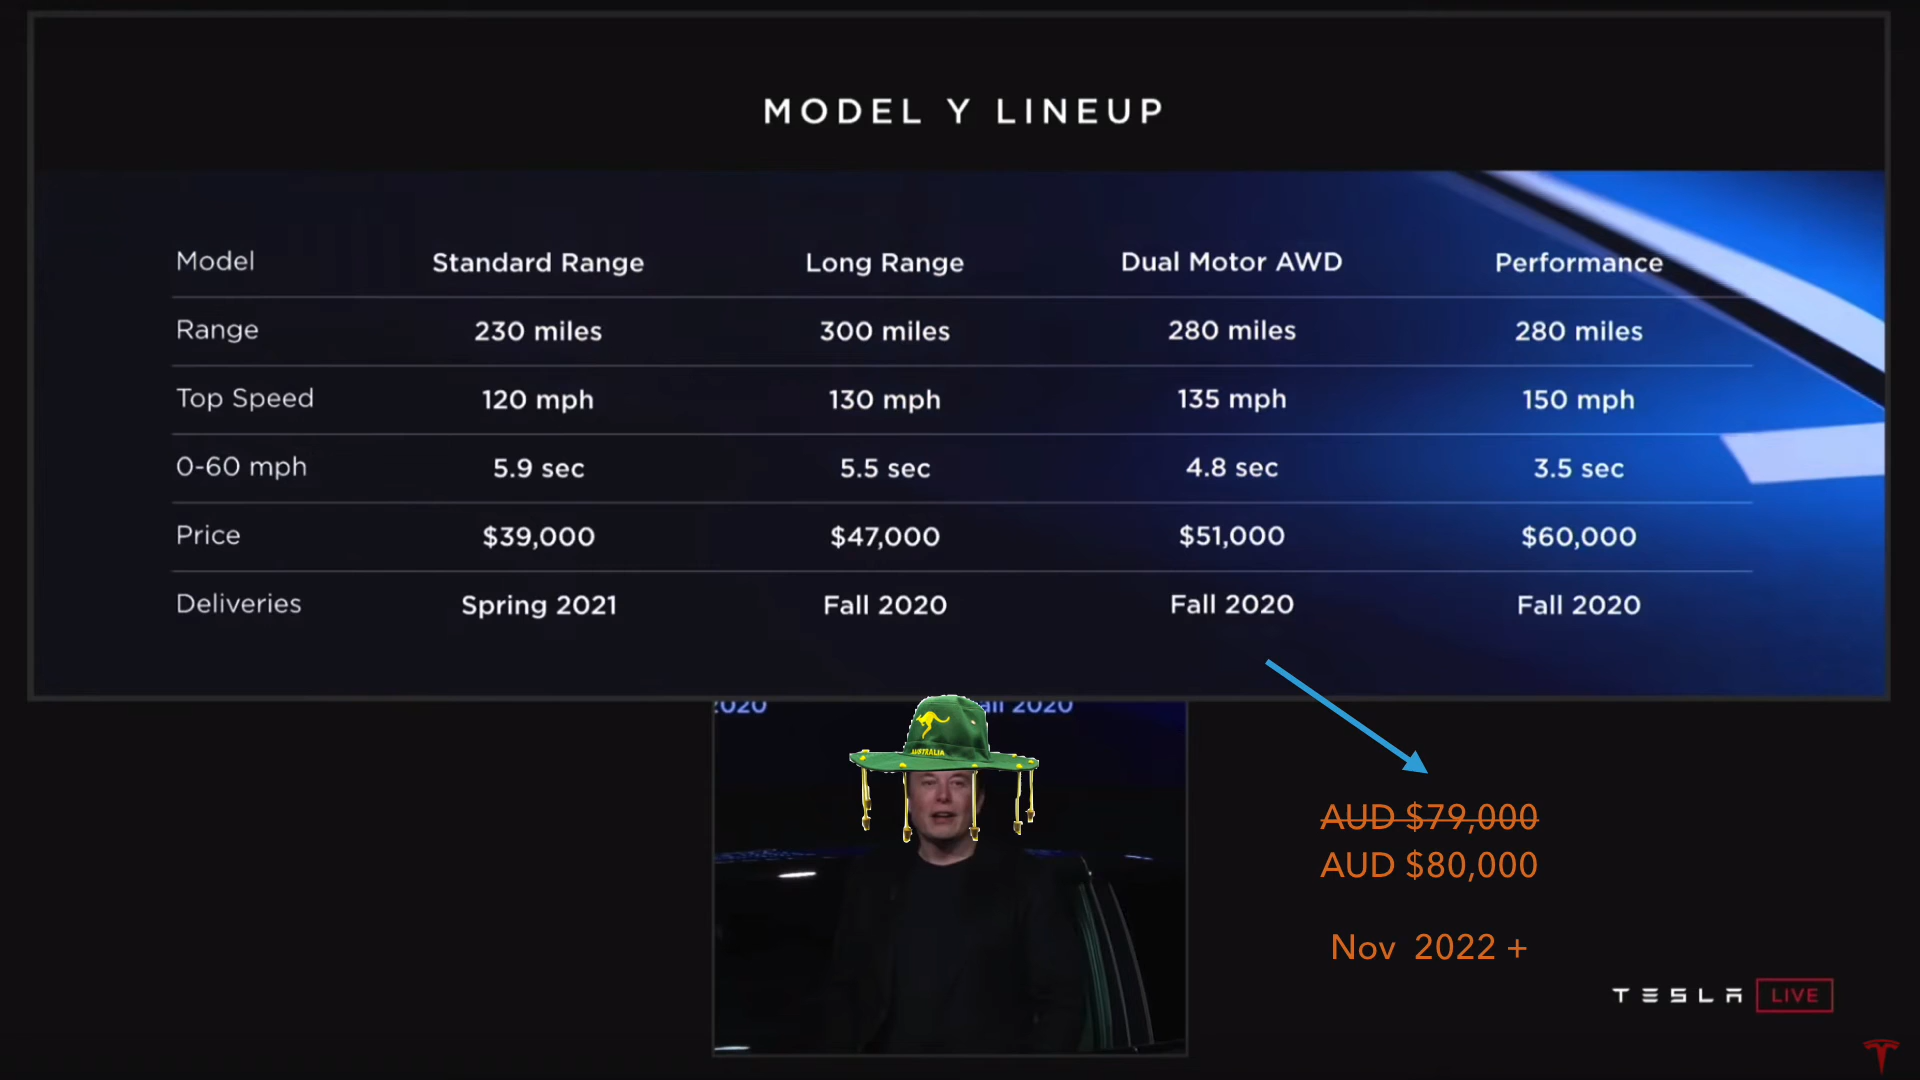 MODEL Y LINEUP
Model Standard Range Long Range Dual Motor AWD Performance
Range 230 miles 300 miles 280 miles 280 miles
Top Speed 120 mph 130 mph 135 mph 150 mph
0-60 mph 5.9 sec 5.5 sec 4.8 sec 3.5 sec
Price $39,000 $47,000 $51,000 $60,000
Deliveries Spring 2021 Fall 2020 Fall 2020 Fall 2020
2020
Fall 2020
AUSTRALIA
AUD $79,000
AUD $80,000
Nov 2022 +
TESLA LIVE